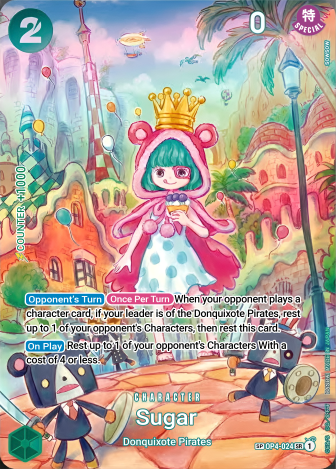 2
0
特
SPECIAL
COUNTER +1000
Opponent's Turn Once Per Turn When your opponent plays a
character card, if your leader is of the Donquixote Pirates, rest
up to 1 of your opponent's Characters, then rest this card.
On Play Rest up to 1 of your opponent's Characters With a
cost of 4 or less.
CHARACTER
Sugar
Donquixote Pirates
SP OP4-024 SR 1